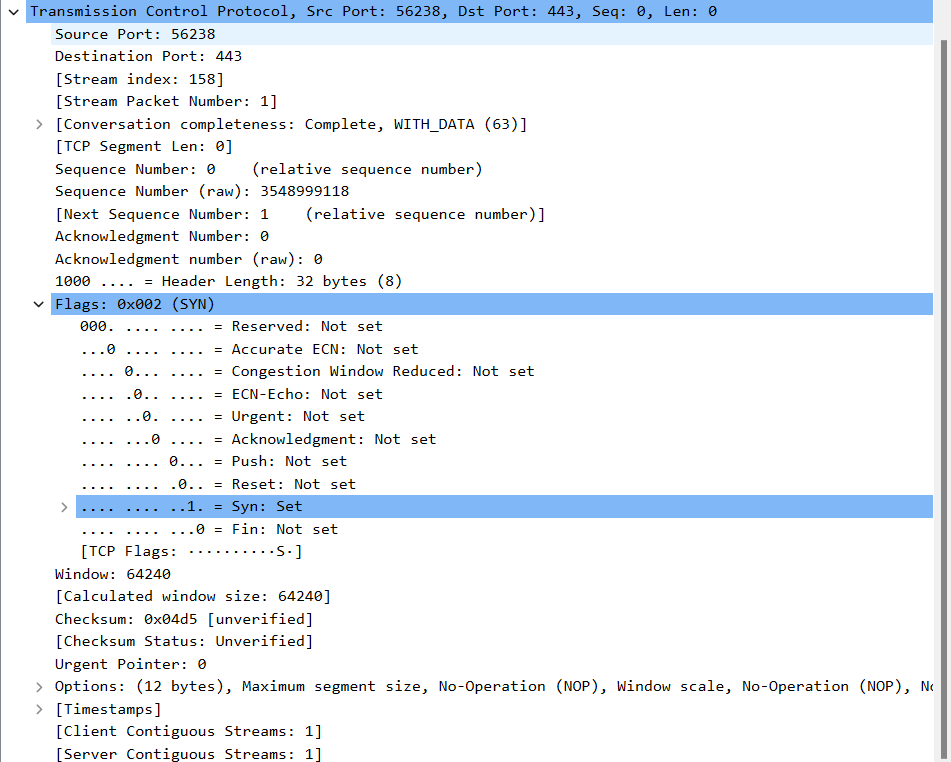 Transmission Control Protocol, Src Port: 56238, Dst Port: 443, Seq: 0, Len: 0
Source Port: 56238
Destination Port: 443
[Stream index: 158]
[Stream Packet Number: 1]
[Conversation completeness: Complete, WITH_DATA (63)]
[TCP Segment Len: 0]
Sequence Number: 0    (relative sequence number)
Sequence Number (raw): 3548999118
[Next Sequence Number: 1    (relative sequence number)]
Acknowledgment Number: 0
Acknowledgment number (raw): 0
1000 .... = Header Length: 32 bytes (8)
Flags: 0x002 (SYN)
000. .... .... = Reserved: Not set
...0 .... .... = Accurate ECN: Not set
.... 0... .... = Congestion Window Reduced: Not set
.... .0.. .... = ECN-Echo: Not set
.... ..0. .... = Urgent: Not set
.... ...0 .... = Acknowledgment: Not set
.... .... 0... = Push: Not set
.... .... .0.. = Reset: Not set
.... .... ..1. = Syn: Set
.... .... ...0 = Fin: Not set
[TCP Flags: ··········S·]
Window: 64240
[Calculated window size: 64240]
Checksum: 0x04d5 [unverified]
[Checksum Status: Unverified]
Urgent Pointer: 0
Options: (12 bytes), Maximum segment size, No-Operation (NOP), Window scale, No-Operation (NOP),
[Timestamps]
[Client Contiguous Streams: 1]
[Server Contiguous Streams: 1]